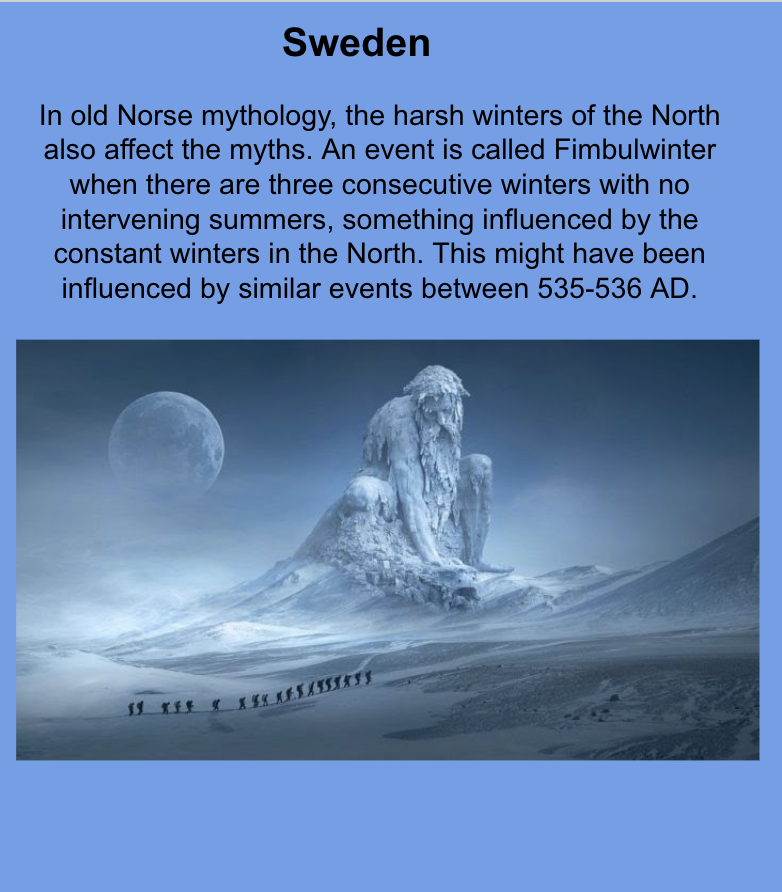 Sweden
In old Norse mythology, the harsh winters of the North
also affect the myths. An event is called Fimbulwinter
when there are three consecutive winters with no
intervening summers, something influenced by the
constant winters in the North. This might have been
influenced by similar events between 535-536 AD.